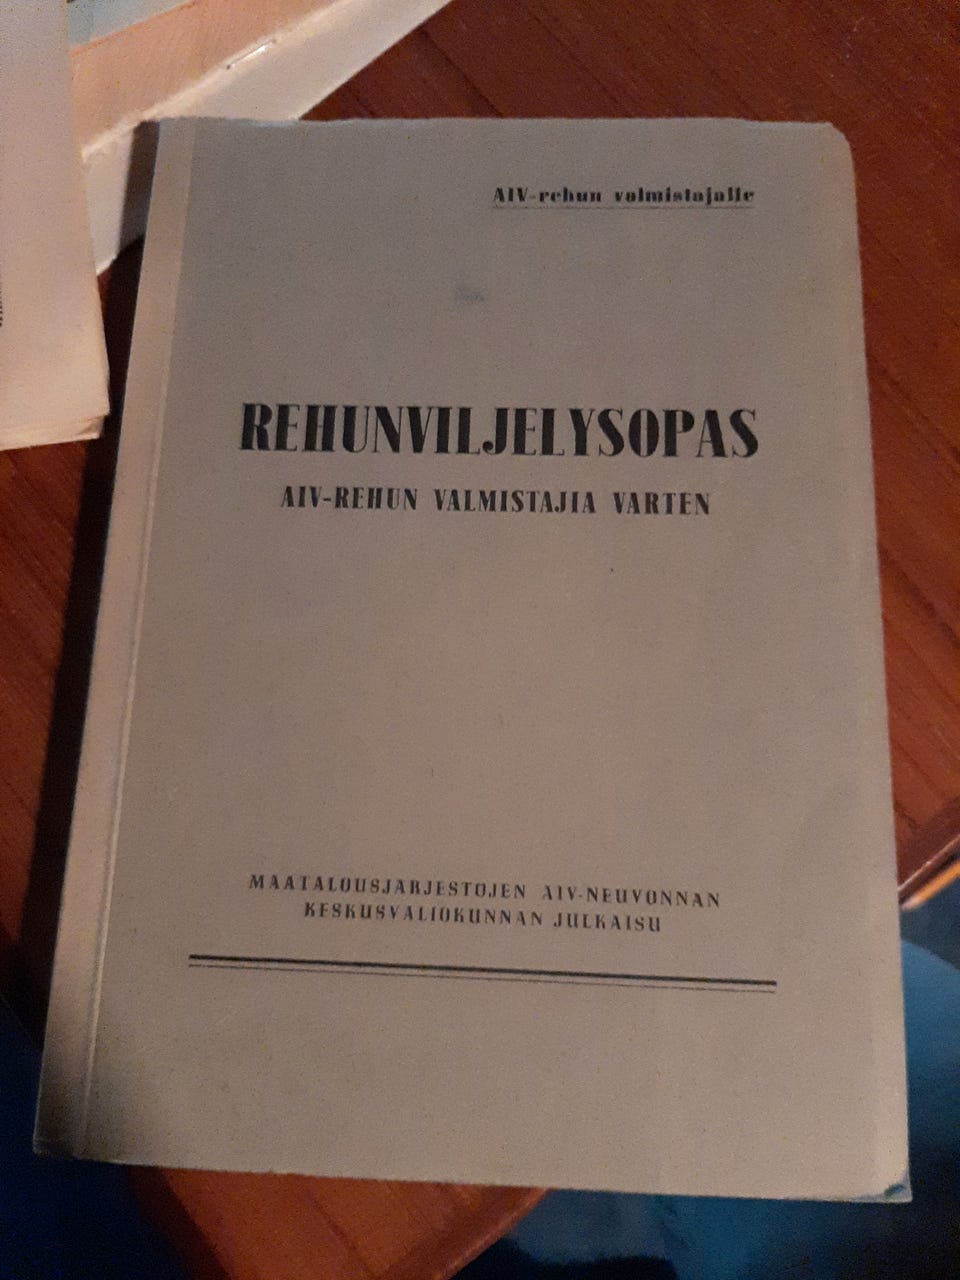 AIV-rehun valmistajalle
REHUNVILJELYSOPAS
AIV-REHUN VALMISTAJIA VARTEN
MAATALOUSJÄRJESTÖJEN AIV-NEUVONNAN
KESKUSVALIOKUNNAN JULKAISU